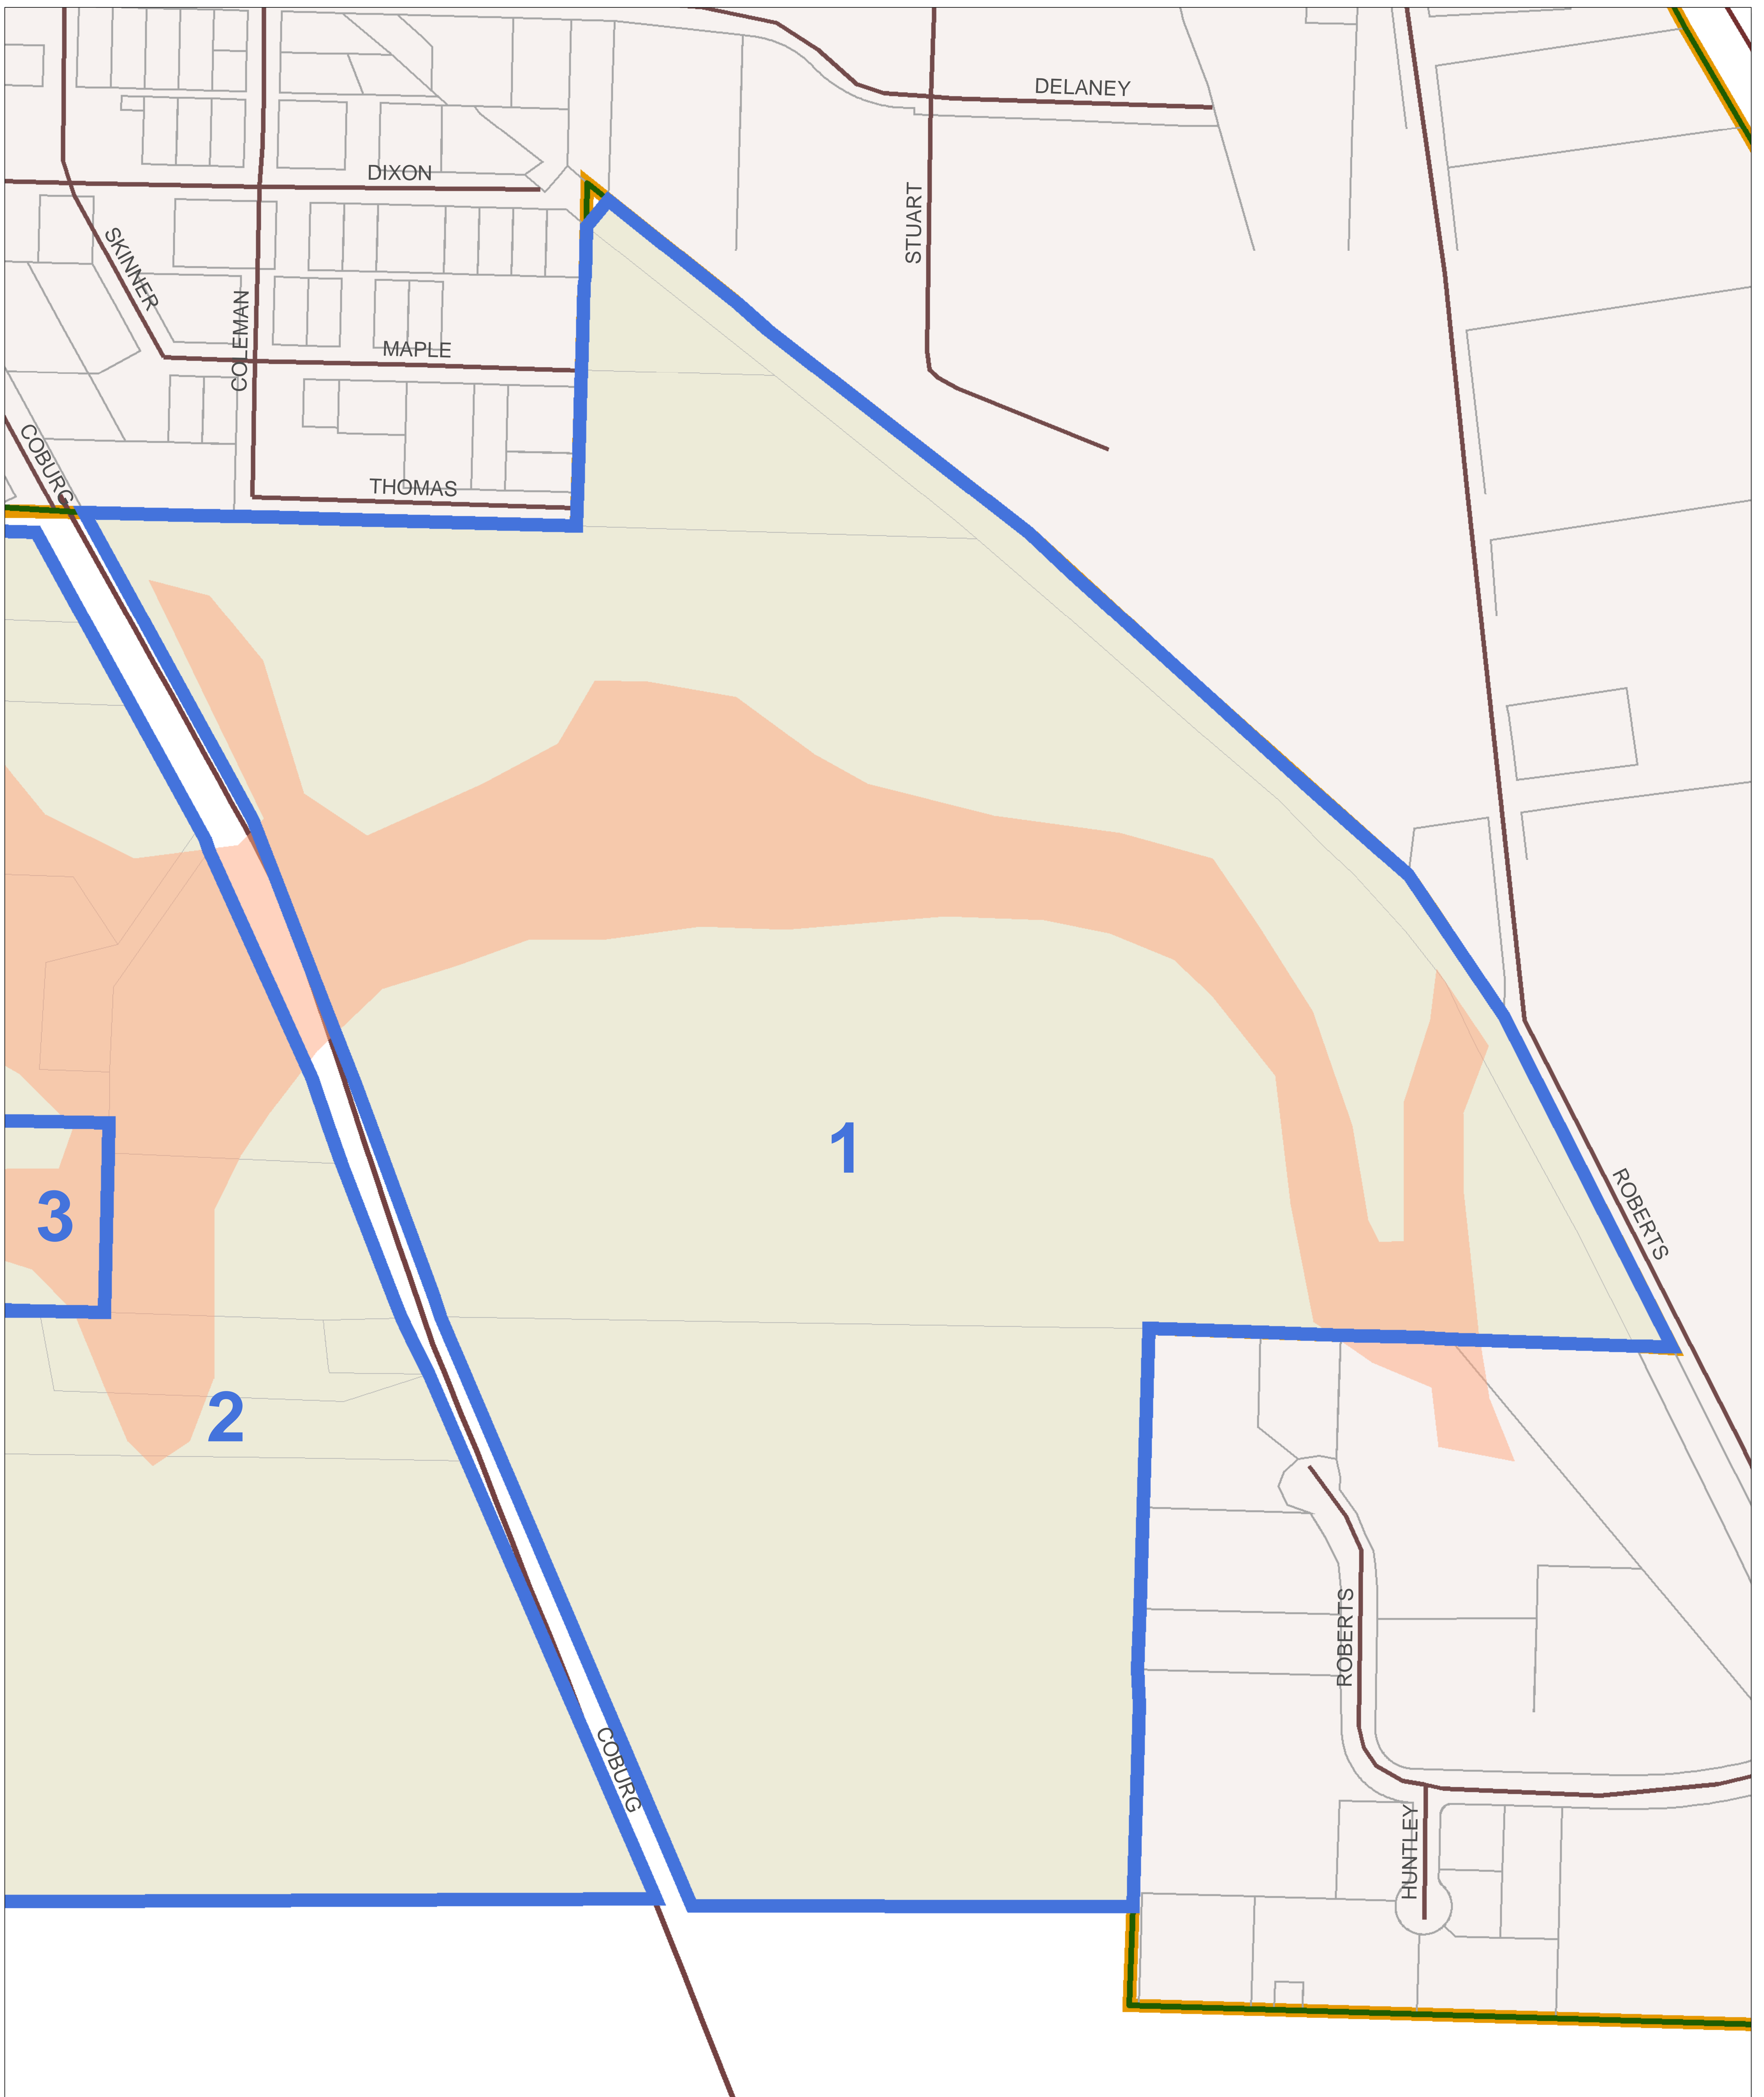 DELANEY
DIXON
STUART
SKINNER
COLEMAN
MAPLE
COBURG
THOMAS
1
ROBERTS
3
2
ROBERTS
COBURG
HUNTLEY